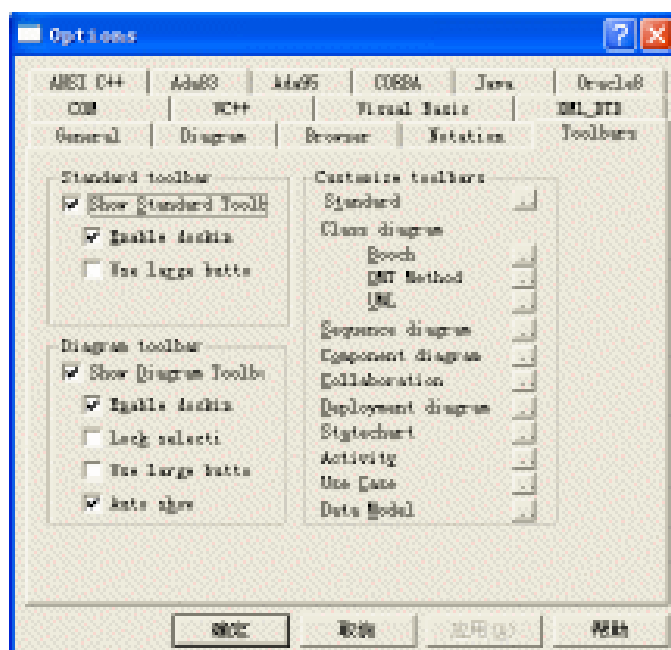 Options
ANSI C++ Ada83 Ada95 CORBA Java Oracle8
COM VC++ Visual Basic XML_DTD
General Diagram Browser Notation Toolbars
Standard toolbar
Show Standard Toolb
Enable dockin
Use large butto
Customize toolbars
Standard ..
Class diagram
Booch ..
OMT Method ..
UML ..
Sequence diagram ..
Component diagram ..
Collaboration ..
Deployment diagram ..
Statechart ..
Activity ..
Use Case ..
Data Model ..
Diagram toolbar
Show Diagram Toolb
Enable dockin
Lock selecti
Use large butto
Auto show
确定 取消 应用(A) 帮助